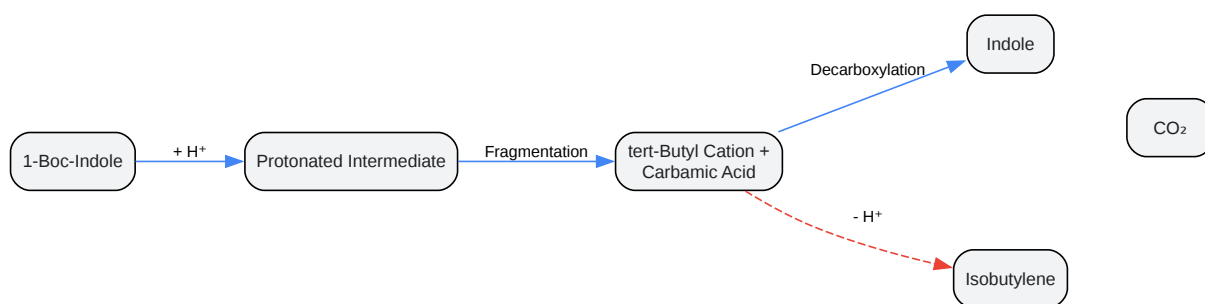 1-Boc-Indole
+ H⁺
Protonated Intermediate
Fragmentation
tert-Butyl Cation +
Carbamic Acid
Decarboxylation
Indole
- H⁺
Isobutylene
CO₂